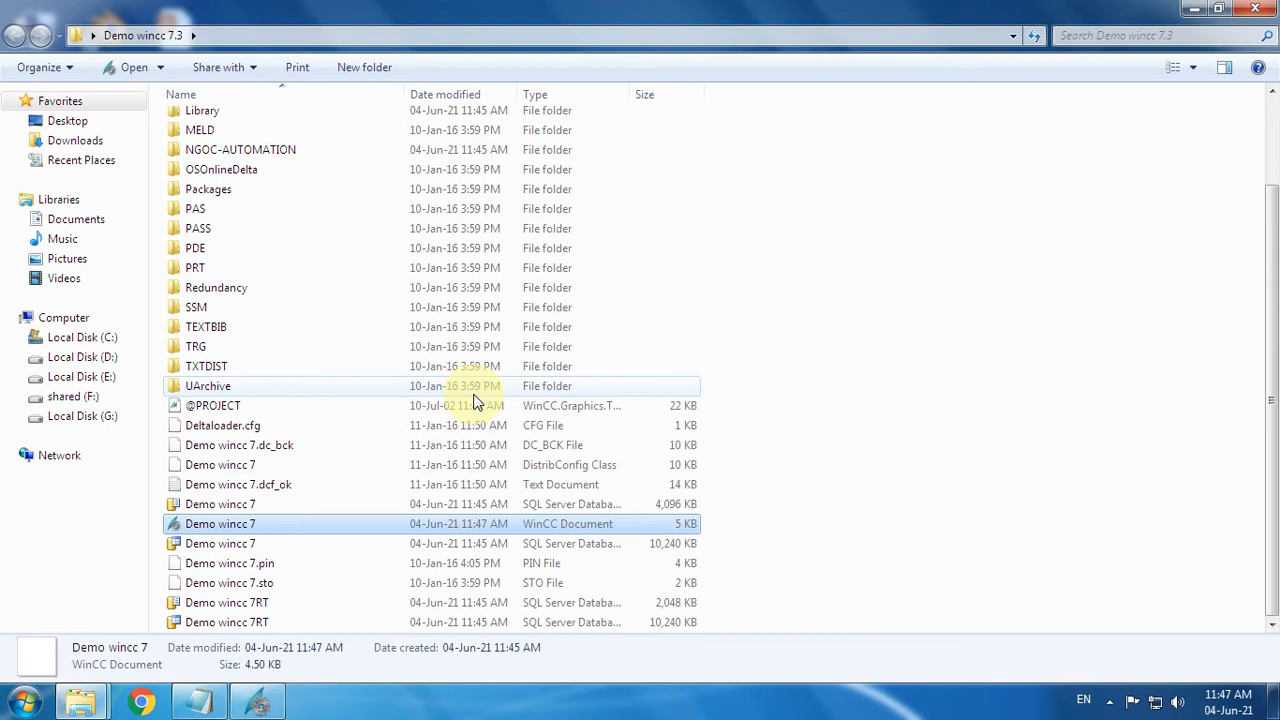 Demo wincc 7.3
Search Demo wincc 7.3
Organize Open Share with Print New folder
Name Date modified Type Size
Favorites
Desktop
Downloads
Recent Places
Libraries
Documents
Music
Pictures
Videos
Computer
Local Disk (C:)
Local Disk (D:)
Local Disk (E:)
shared (F:)
Local Disk (G:)
Network
Library 04-Jun-21 11:45 AM File folder
MELD 10-Jan-16 3:59 PM File folder
NGOC-AUTOMATION 04-Jun-21 11:45 AM File folder
OSOnlineDelta 10-Jan-16 3:59 PM File folder
Packages 10-Jan-16 3:59 PM File folder
PAS 10-Jan-16 3:59 PM File folder
PASS 10-Jan-16 3:59 PM File folder
PDE 10-Jan-16 3:59 PM File folder
PRT 10-Jan-16 3:59 PM File folder
Redundancy 10-Jan-16 3:59 PM File folder
SSM 10-Jan-16 3:59 PM File folder
TEXTBIB 10-Jan-16 3:59 PM File folder
TRG 10-Jan-16 3:59 PM File folder
TXTDIST 10-Jan-16 3:59 PM File folder
UArchive 10-Jan-16 3:59 PM File folder
@PROJECT 10-Jul-02 AM WinCC.Graphics.T... 22 KB
Deltaloader.cfg 11-Jan-16 11:50 AM CFG File 1 KB
Demo wincc 7.dc_bck 11-Jan-16 11:50 AM DC_BCK File 10 KB
Demo wincc 7 11-Jan-16 11:50 AM DistribConfig Class 10 KB
Demo wincc 7.dcf_ok 11-Jan-16 11:50 AM Text Document 14 KB
Demo wincc 7 04-Jun-21 11:45 AM SQL Server Databa... 4,096 KB
Demo wincc 7 04-Jun-21 11:47 AM WinCC Document 5 KB
Demo wincc 7 04-Jun-21 11:45 AM SQL Server Databa... 10,240 KB
Demo wincc 7.pin 10-Jan-16 4:05 PM PIN File 4 KB
Demo wincc 7.sto 10-Jan-16 3:59 PM STO File 2 KB
Demo wincc 7RT 04-Jun-21 11:45 AM SQL Server Databa... 2,048 KB
Demo wincc 7RT 04-Jun-21 11:45 AM SQL Server Databa... 10,240 KB
Demo wincc 7 Date modified: 04-Jun-21 11:47 AM Date created: 04-Jun-21 11:45 AM
WinCC Document Size: 4.50 KB
EN
11:47 AM
04-Jun-21